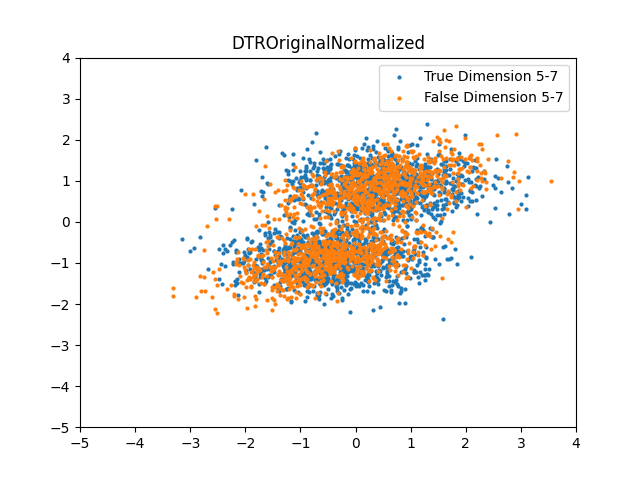 DTROriginalNormalized
True Dimension 5-7
False Dimension 5-7
4
3
2
1
0
−1
−2
−3
−4
−5
−5 −4 −3 −2 −1 0 1 2 3 4